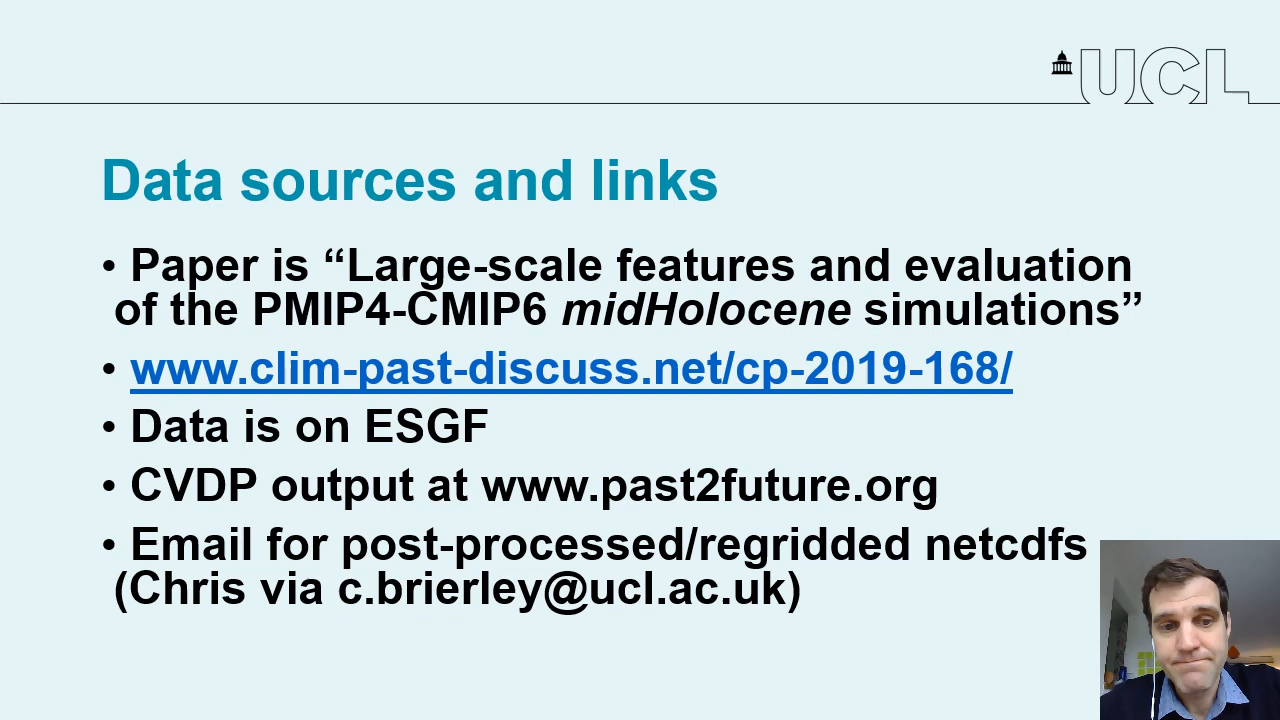 UCL
Data sources and links
• Paper is “Large-scale features and evaluation
of the PMIP4-CMIP6 midHolocene simulations”
• www.clim-past-discuss.net/cp-2019-168/
• Data is on ESGF
• CVDP output at www.past2future.org
• Email for post-processed/regridded netcdfs
(Chris via c.brierley@ucl.ac.uk)